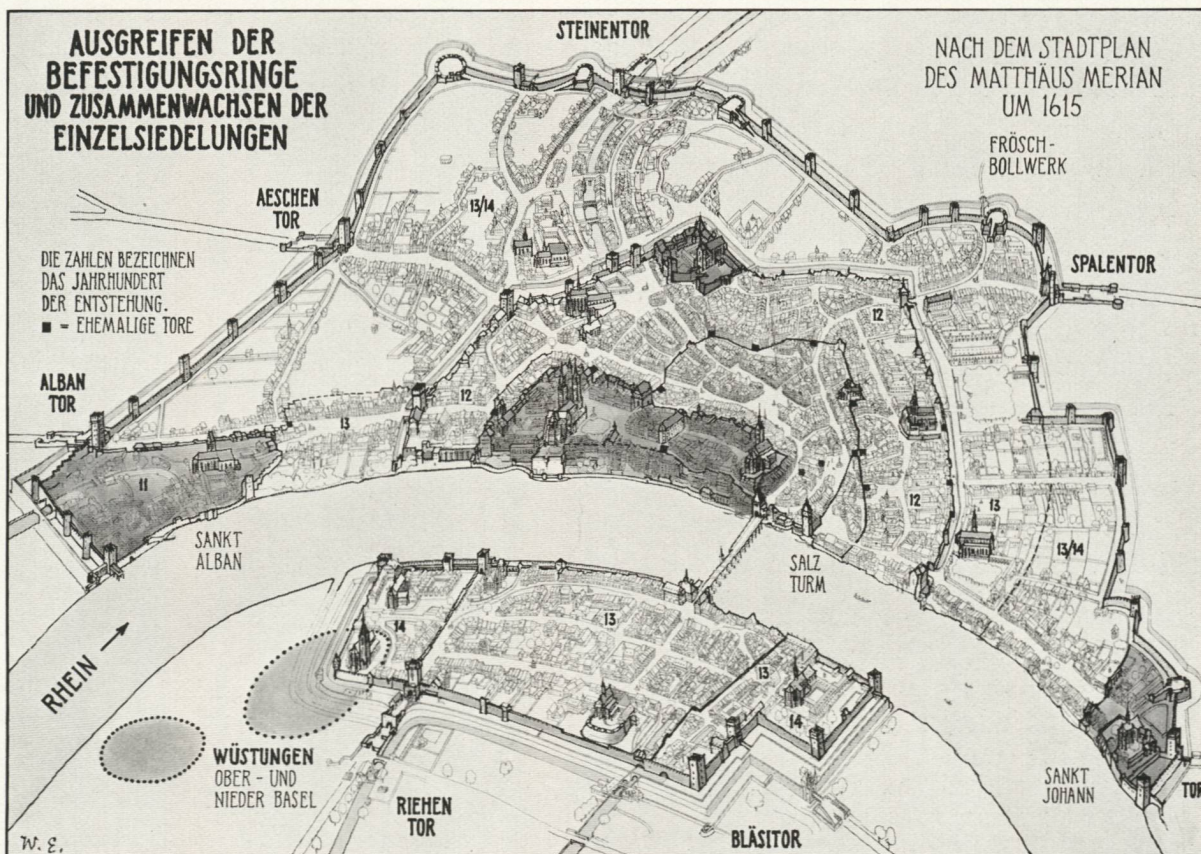 AUSGREIFEN DER
BEFESTIGUNGSRINGE
UND ZUSAMMENWACHSEN DER
EINZELSIEDELUNGEN
STEINENTOR
NACH DEM STADTPLAN
DES MATTHÄUS MERIAN
UM 1615
FRÖSCH-
BOLLWERK
AESCHEN
TOR
13/14
DIE ZAHLEN BEZEICHNEN
DAS JAHRHUNDERT
DER ENTSTEHUNG.
■ = EHEMALIGE TORE
SPALENTOR
12
ALBAN
TOR
12
13
11
12
13
13/14
SANKT
ALBAN
SALZ
TURM
RHEIN
14
13
13
14
WÜSTUNGEN
OBER - UND
NIEDER BASEL
RIEHEN
TOR
BLÄSITOR
SANKT
JOHANN
TOR
W. E.